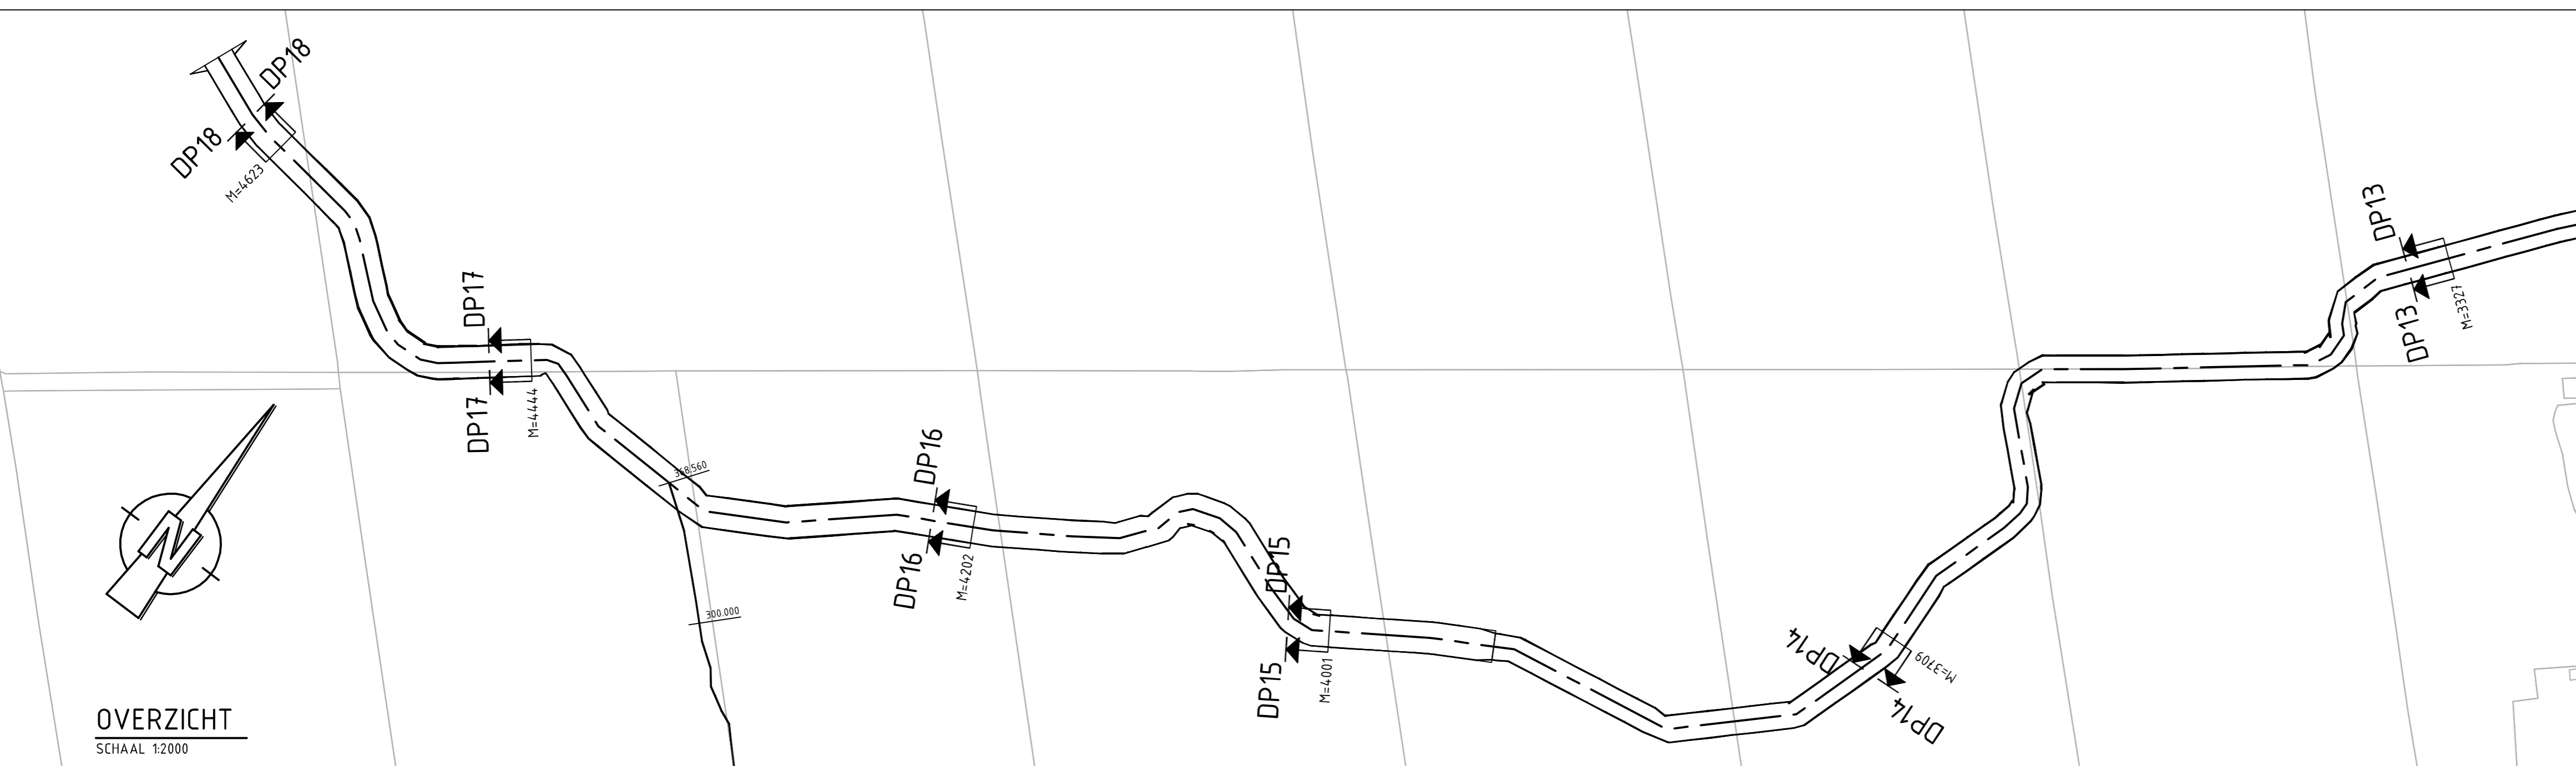 DP18
DP18
M=4623
DP17
DP17
M=4444
368.560
300.000
DP16
DP16
M=4202
DP15
DP15
M=4001
DP14
DP14
M=3709
DP13
DP13
M=3327
N
OVERZICHT
SCHAAL 1:2000